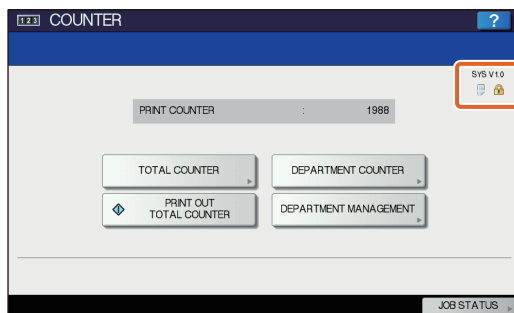 123 COUNTER
?
SYS V1.0
PRINT COUNTER : 1988
TOTAL COUNTER
DEPARTMENT COUNTER
PRINT OUT
TOTAL COUNTER
DEPARTMENT MANAGEMENT
JOB STATUS